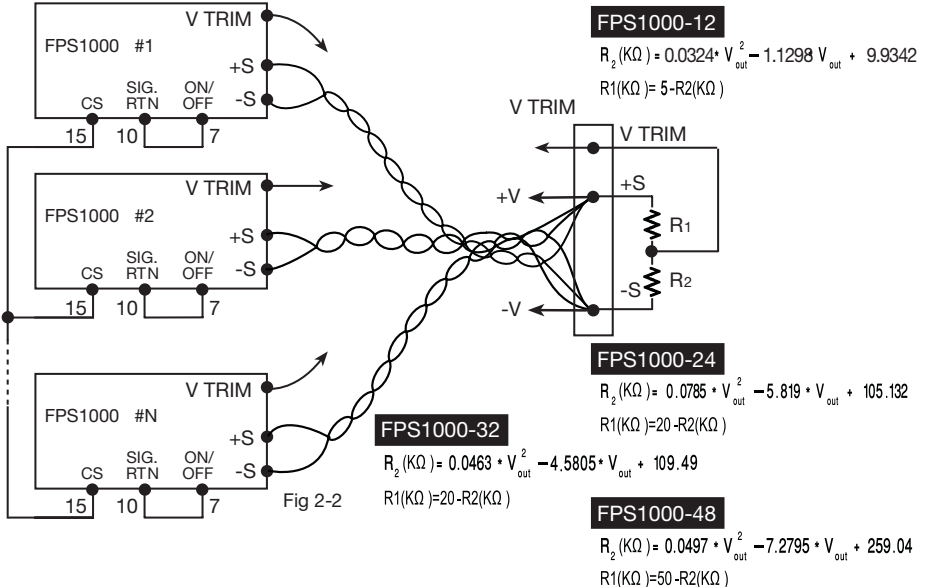 V TRIM
FPS1000 #1
+S
-S
CS
SIG.
RTN
ON/
OFF
15
10
7
V TRIM
FPS1000 #2
+S
-S
CS
SIG.
RTN
ON/
OFF
15
10
7
V TRIM
FPS1000 #N
+S
-S
CS
SIG.
RTN
ON/
OFF
15
10
7
Fig 2-2
V TRIM
V TRIM
+V
+S
R1
R2
-S
-V
FPS1000-12
R₂(KΩ) = 0.0324* V²out − 1.1298 Vout + 9.9342
R1(KΩ)= 5-R2(KΩ)
FPS1000-24
R₂(KΩ) = 0.0785 * V²out − 5.819 * Vout + 105.132
R1(KΩ)=20-R2(KΩ)
FPS1000-32
R₂(KΩ) = 0.0463 * V²out − 4.5805* Vout + 109.49
R1(KΩ)=20-R2(KΩ)
FPS1000-48
R₂(KΩ) = 0.0497 * V²out − 7.2795 * Vout + 259.04
R1(KΩ)=50-R2(KΩ)